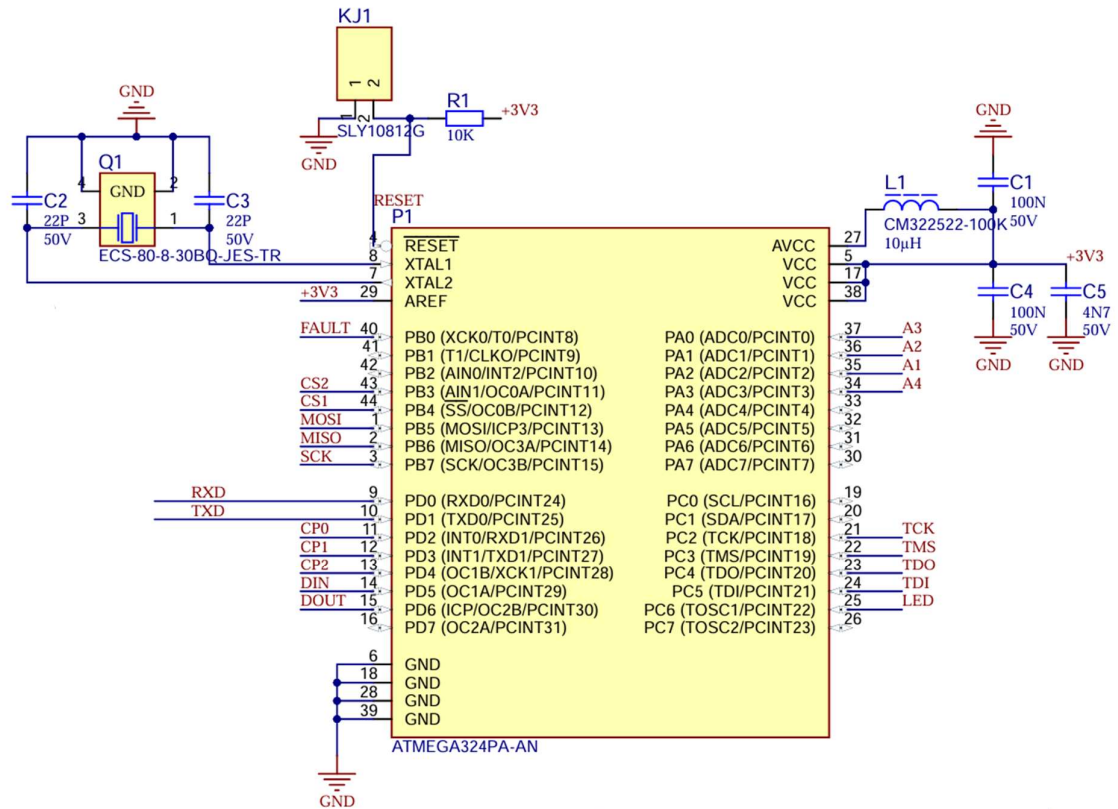 KJ1
1 2
1 2
SLY10812G
GND
R1
10K
+3V3
RESET
GND
Q1
GND
4 2
3 1
ECS-80-8-30BQ-JES-TR
C2
22P
50V
C3
22P
50V
GND
C1
100N
50V
L1
CM322522-100K
10µH
+3V3
C4
100N
50V
C5
4N7
50V
GND
GND
P1
4 RESET
8 XTAL1
7 XTAL2
+3V3 29 AREF
FAULT 40 PB0 (XCK0/T0/PCINT8)
41 PB1 (T1/CLKO/PCINT9)
42 PB2 (AIN0/INT2/PCINT10)
CS2 43 PB3 (AIN1/OC0A/PCINT11)
CS1 44 PB4 (SS/OC0B/PCINT12)
MOSI 1 PB5 (MOSI/ICP3/PCINT13)
MISO 2 PB6 (MISO/OC3A/PCINT14)
SCK 3 PB7 (SCK/OC3B/PCINT15)
RXD 9 PD0 (RXD0/PCINT24)
TXD 10 PD1 (TXD0/PCINT25)
CP0 11 PD2 (INT0/RXD1/PCINT26)
CP1 12 PD3 (INT1/TXD1/PCINT27)
CP2 13 PD4 (OC1B/XCK1/PCINT28)
DIN 14 PD5 (OC1A/PCINT29)
DOUT 15 PD6 (ICP/OC2B/PCINT30)
16 PD7 (OC2A/PCINT31)
6 GND
18 GND
28 GND
39 GND
GND
AVCC 27
VCC 5
VCC 17
VCC 38
PA0 (ADC0/PCINT0) 37 A3
PA1 (ADC1/PCINT1) 36 A2
PA2 (ADC2/PCINT2) 35 A1
PA3 (ADC3/PCINT3) 34 A4
PA4 (ADC4/PCINT4) 33
PA5 (ADC5/PCINT5) 32
PA6 (ADC6/PCINT6) 31
PA7 (ADC7/PCINT7) 30
PC0 (SCL/PCINT16) 19
PC1 (SDA/PCINT17) 20
PC2 (TCK/PCINT18) 21 TCK
PC3 (TMS/PCINT19) 22 TMS
PC4 (TDO/PCINT20) 23 TDO
PC5 (TDI/PCINT21) 24 TDI
PC6 (TOSC1/PCINT22) 25 LED
PC7 (TOSC2/PCINT23) 26
ATMEGA324PA-AN